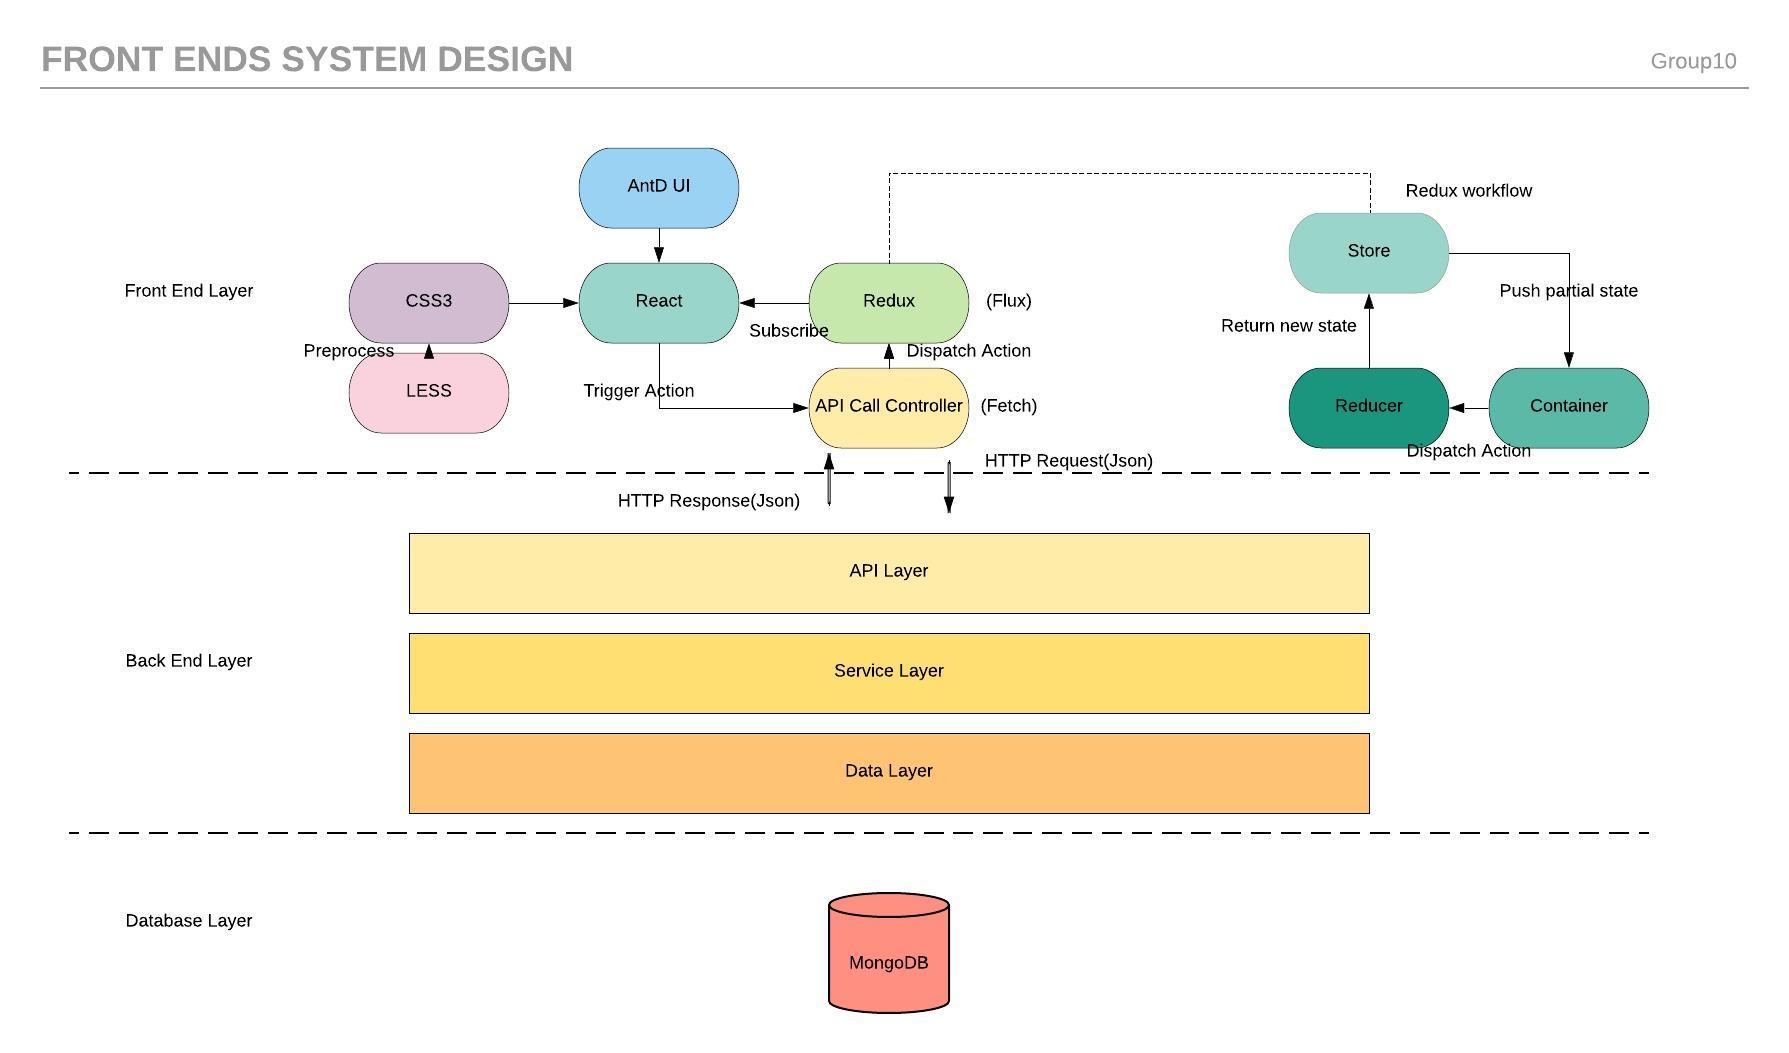 FRONT ENDS SYSTEM DESIGN
Group10
AntD UI
Redux workflow
Store
Front End Layer
CSS3
React
Redux
(Flux)
Push partial state
Subscribe
Return new state
Preprocess
Dispatch Action
LESS
Trigger Action
API Call Controller
(Fetch)
Reducer
Container
Dispatch Action
HTTP Request(Json)
HTTP Response(Json)
API Layer
Back End Layer
Service Layer
Data Layer
Database Layer
MongoDB